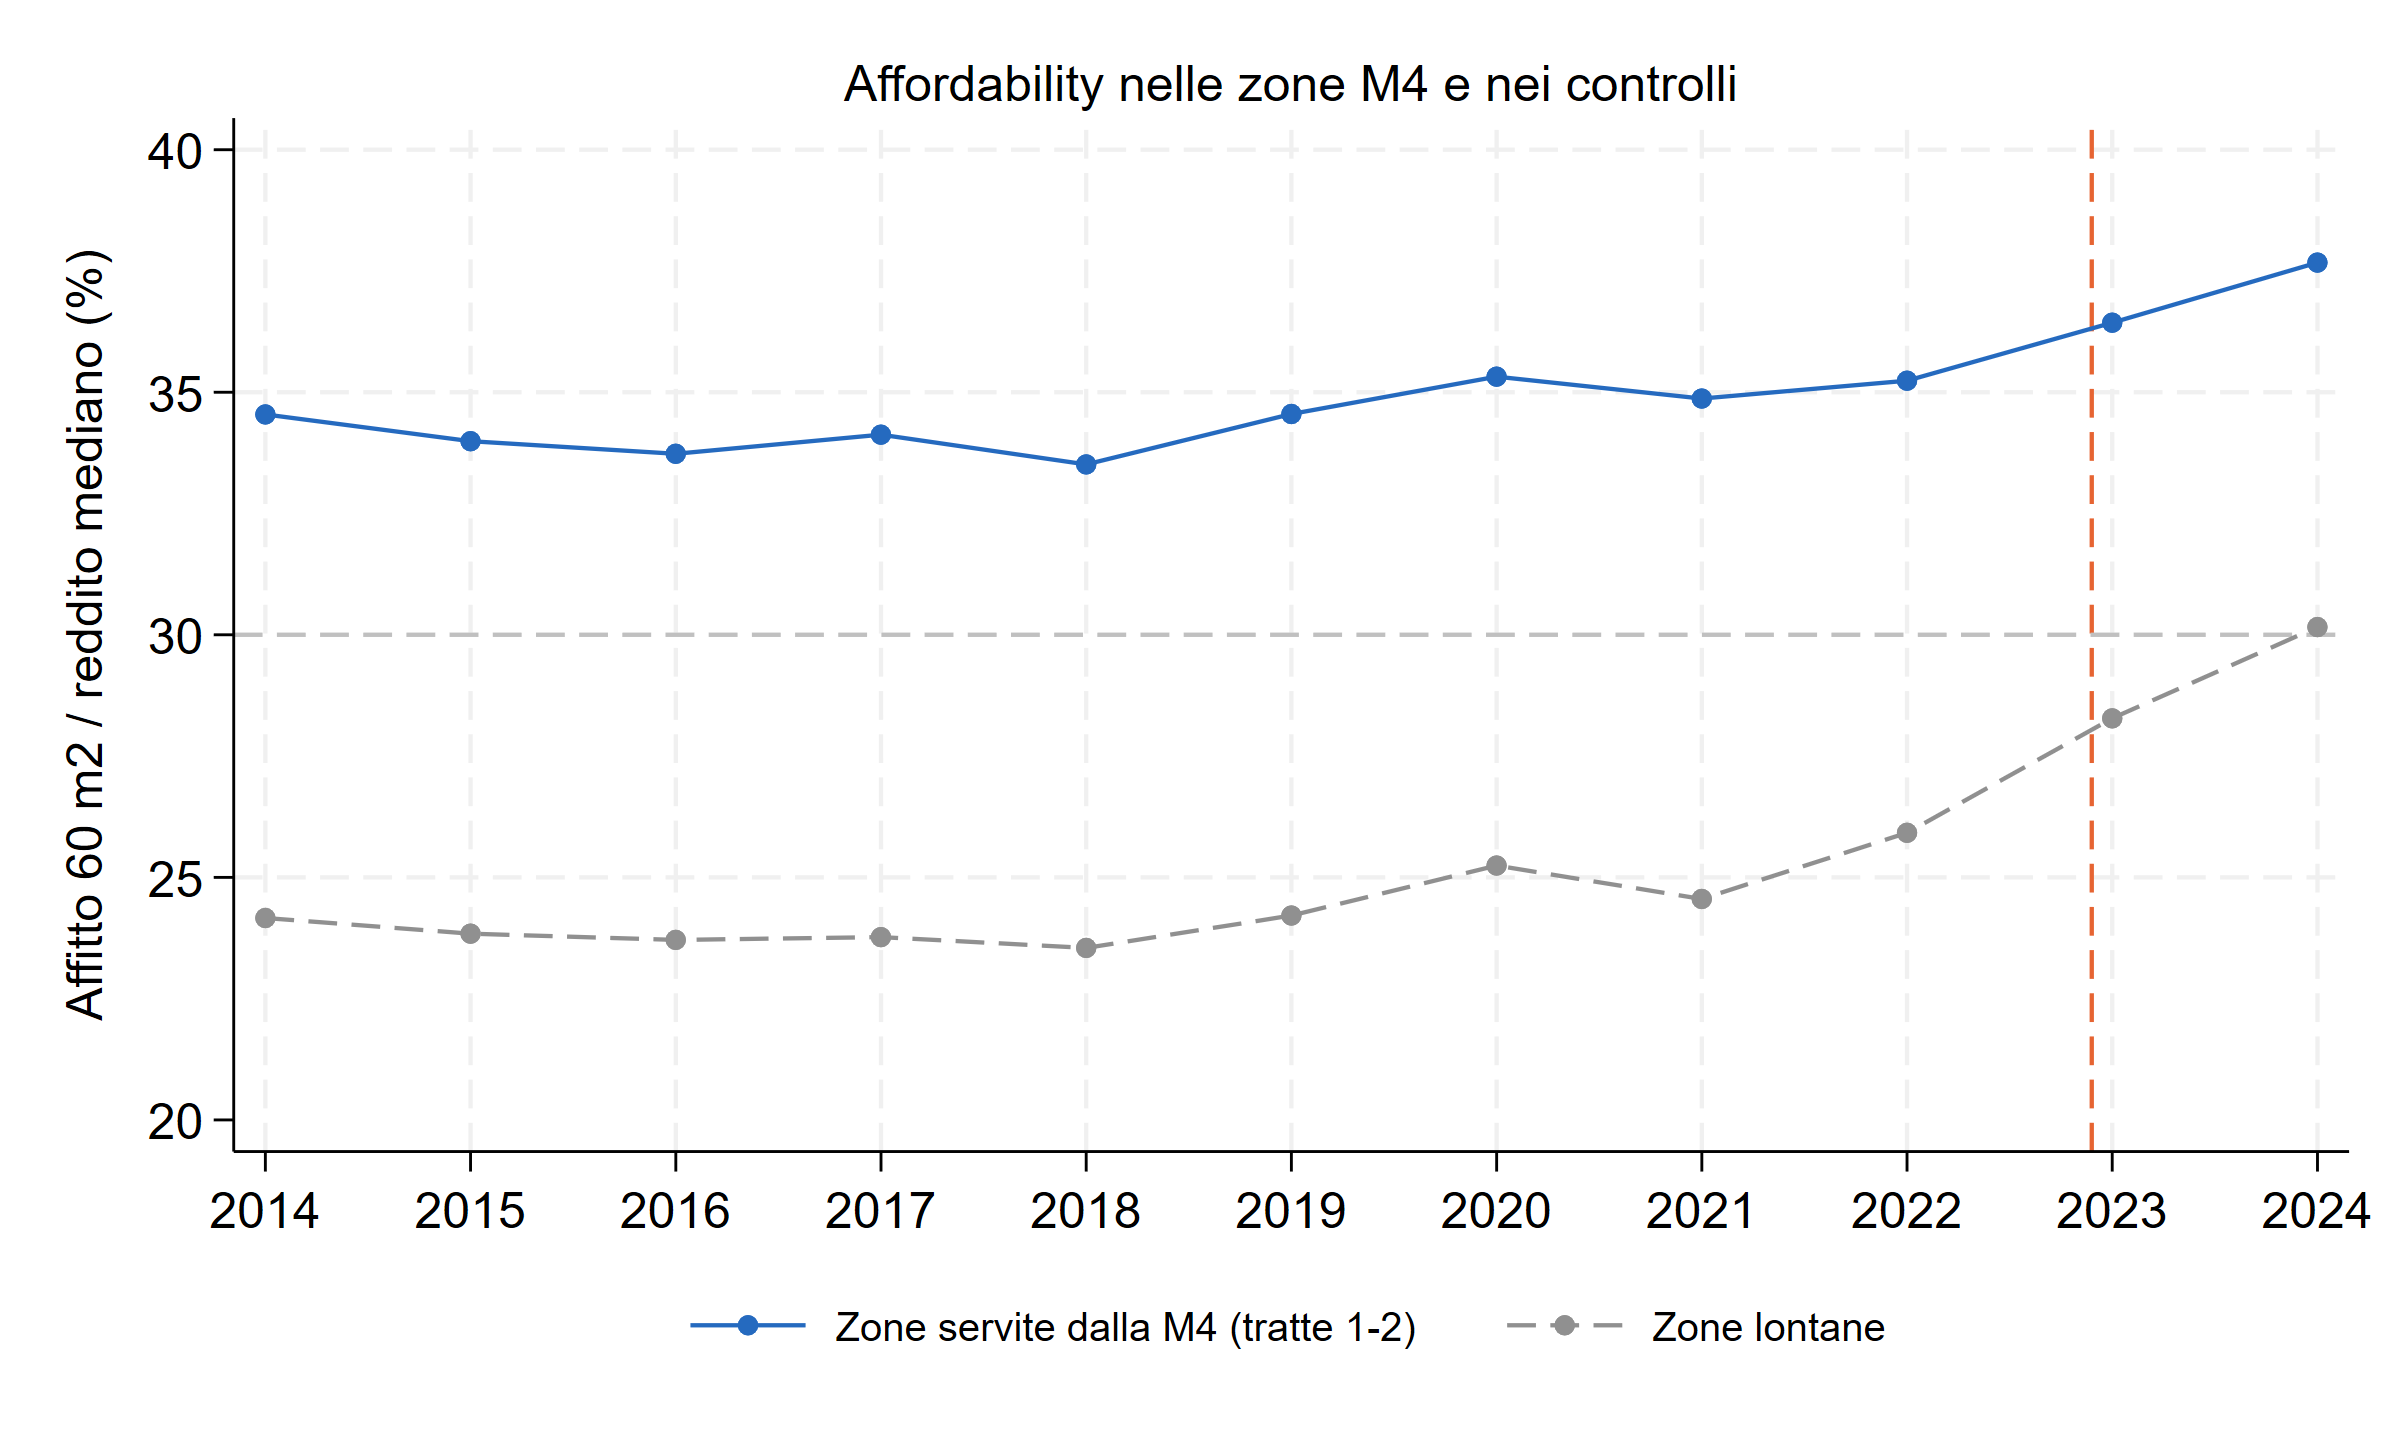 Affordability nelle zone M4 e nei controlli
Affitto 60 m2 / reddito mediano (%)
40
35
30
25
20
2014 2015 2016 2017 2018 2019 2020 2021 2022 2023 2024
Zone servite dalla M4 (tratte 1-2) Zone lontane